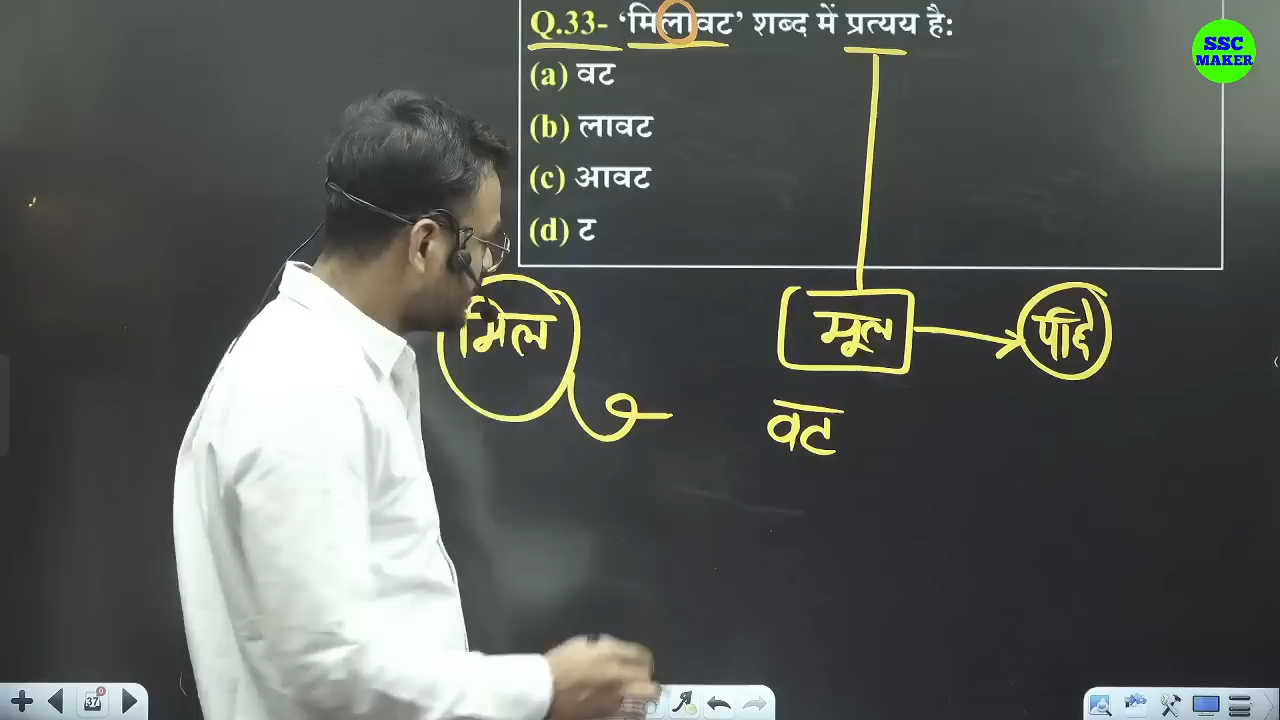 Q.33- ‘मिलावट’ शब्द में प्रत्यय है:
SSC
MAKER
(a) वट
(b) लावट
(c) आवट
(d) ट
मिल
मूल
वट
37